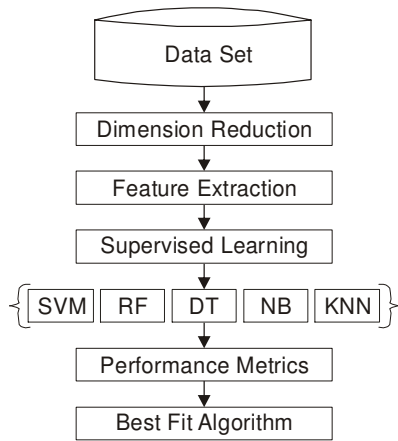 Data Set
Dimension Reduction
Feature Extraction
Supervised Learning
SVM RF DT NB KNN
Performance Metrics
Best Fit Algorithm